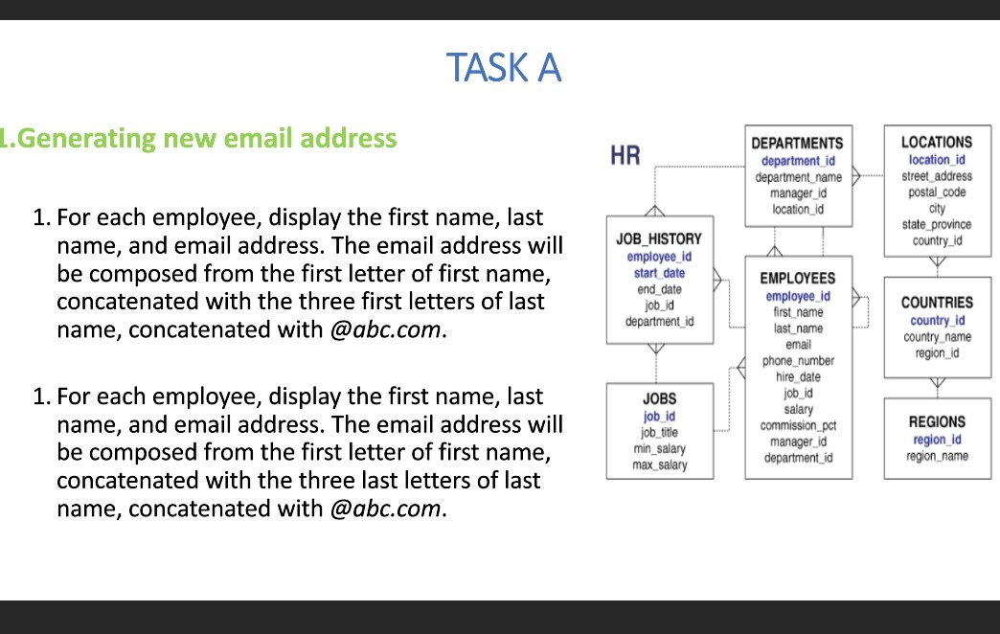 TASK A
1.Generating new email address
1. For each employee, display the first name, last
name, and email address. The email address will
be composed from the first letter of first name,
concatenated with the three first letters of last
name, concatenated with @abc.com.
1. For each employee, display the first name, last
name, and email address. The email address will
be composed from the first letter of first name,
concatenated with the three last letters of last
name, concatenated with @abc.com.
HR
DEPARTMENTS
department_id
department_name
manager_id
location_id
LOCATIONS
location_id
street_address
postal_code
city
state_province
country_id
JOB_HISTORY
employee_id
start_date
end_date
job_id
department_id
EMPLOYEES
employee_id
first_name
last_name
email
phone_number
hire_date
job_id
salary
commission_pct
manager_id
department_id
COUNTRIES
country_id
country_name
region_id
JOBS
job_id
job_title
min_salary
max_salary
REGIONS
region_id
region_name